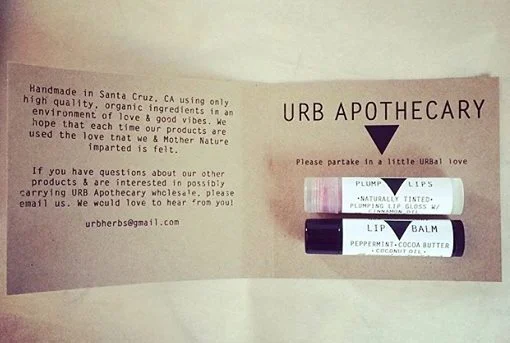 Handmade in Santa Cruz, CA using only
high quality, organic ingredients in an
environment of love & good vibes. We
hope that each time our products are
used the love tnat we & Mother Nature
imparted is felt.
If you have questions about our other
products & are interested in possibly
carrying URB Apothecary wholesale, please
email us. We would love to hear from you!
urbherbs@gmail.com
URB APOTHECARY
Please partake in a little URBal love
PLUMP LIPS
•NATURALLY TINTED•
PLUMPING LIP GLOSS W/
CINNAMON OIL
LIP BALM
PEPPERMINT•COCOA BUTTER
•COCONUT OIL•